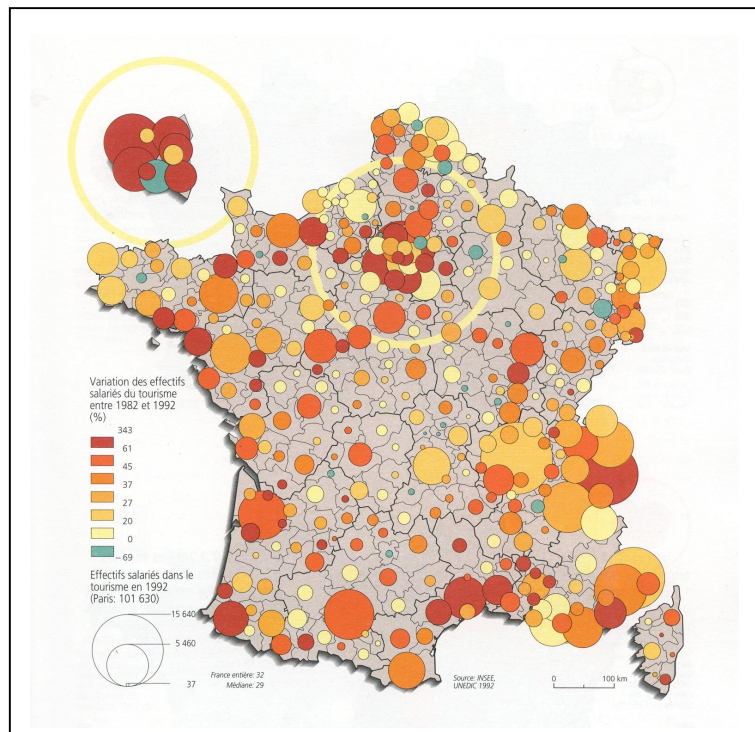 Variation des effectifs
salariés du tourisme
entre 1982 et 1992
(%)
343
61
45
37
27
20
0
–69
Effectifs salariés dans le
tourisme en 1992
(Paris: 101 630)
15 640
5 460
37
France entière: 32
Médiane: 29
Source: INSEE,
UNEDIC 1992
0 100 km